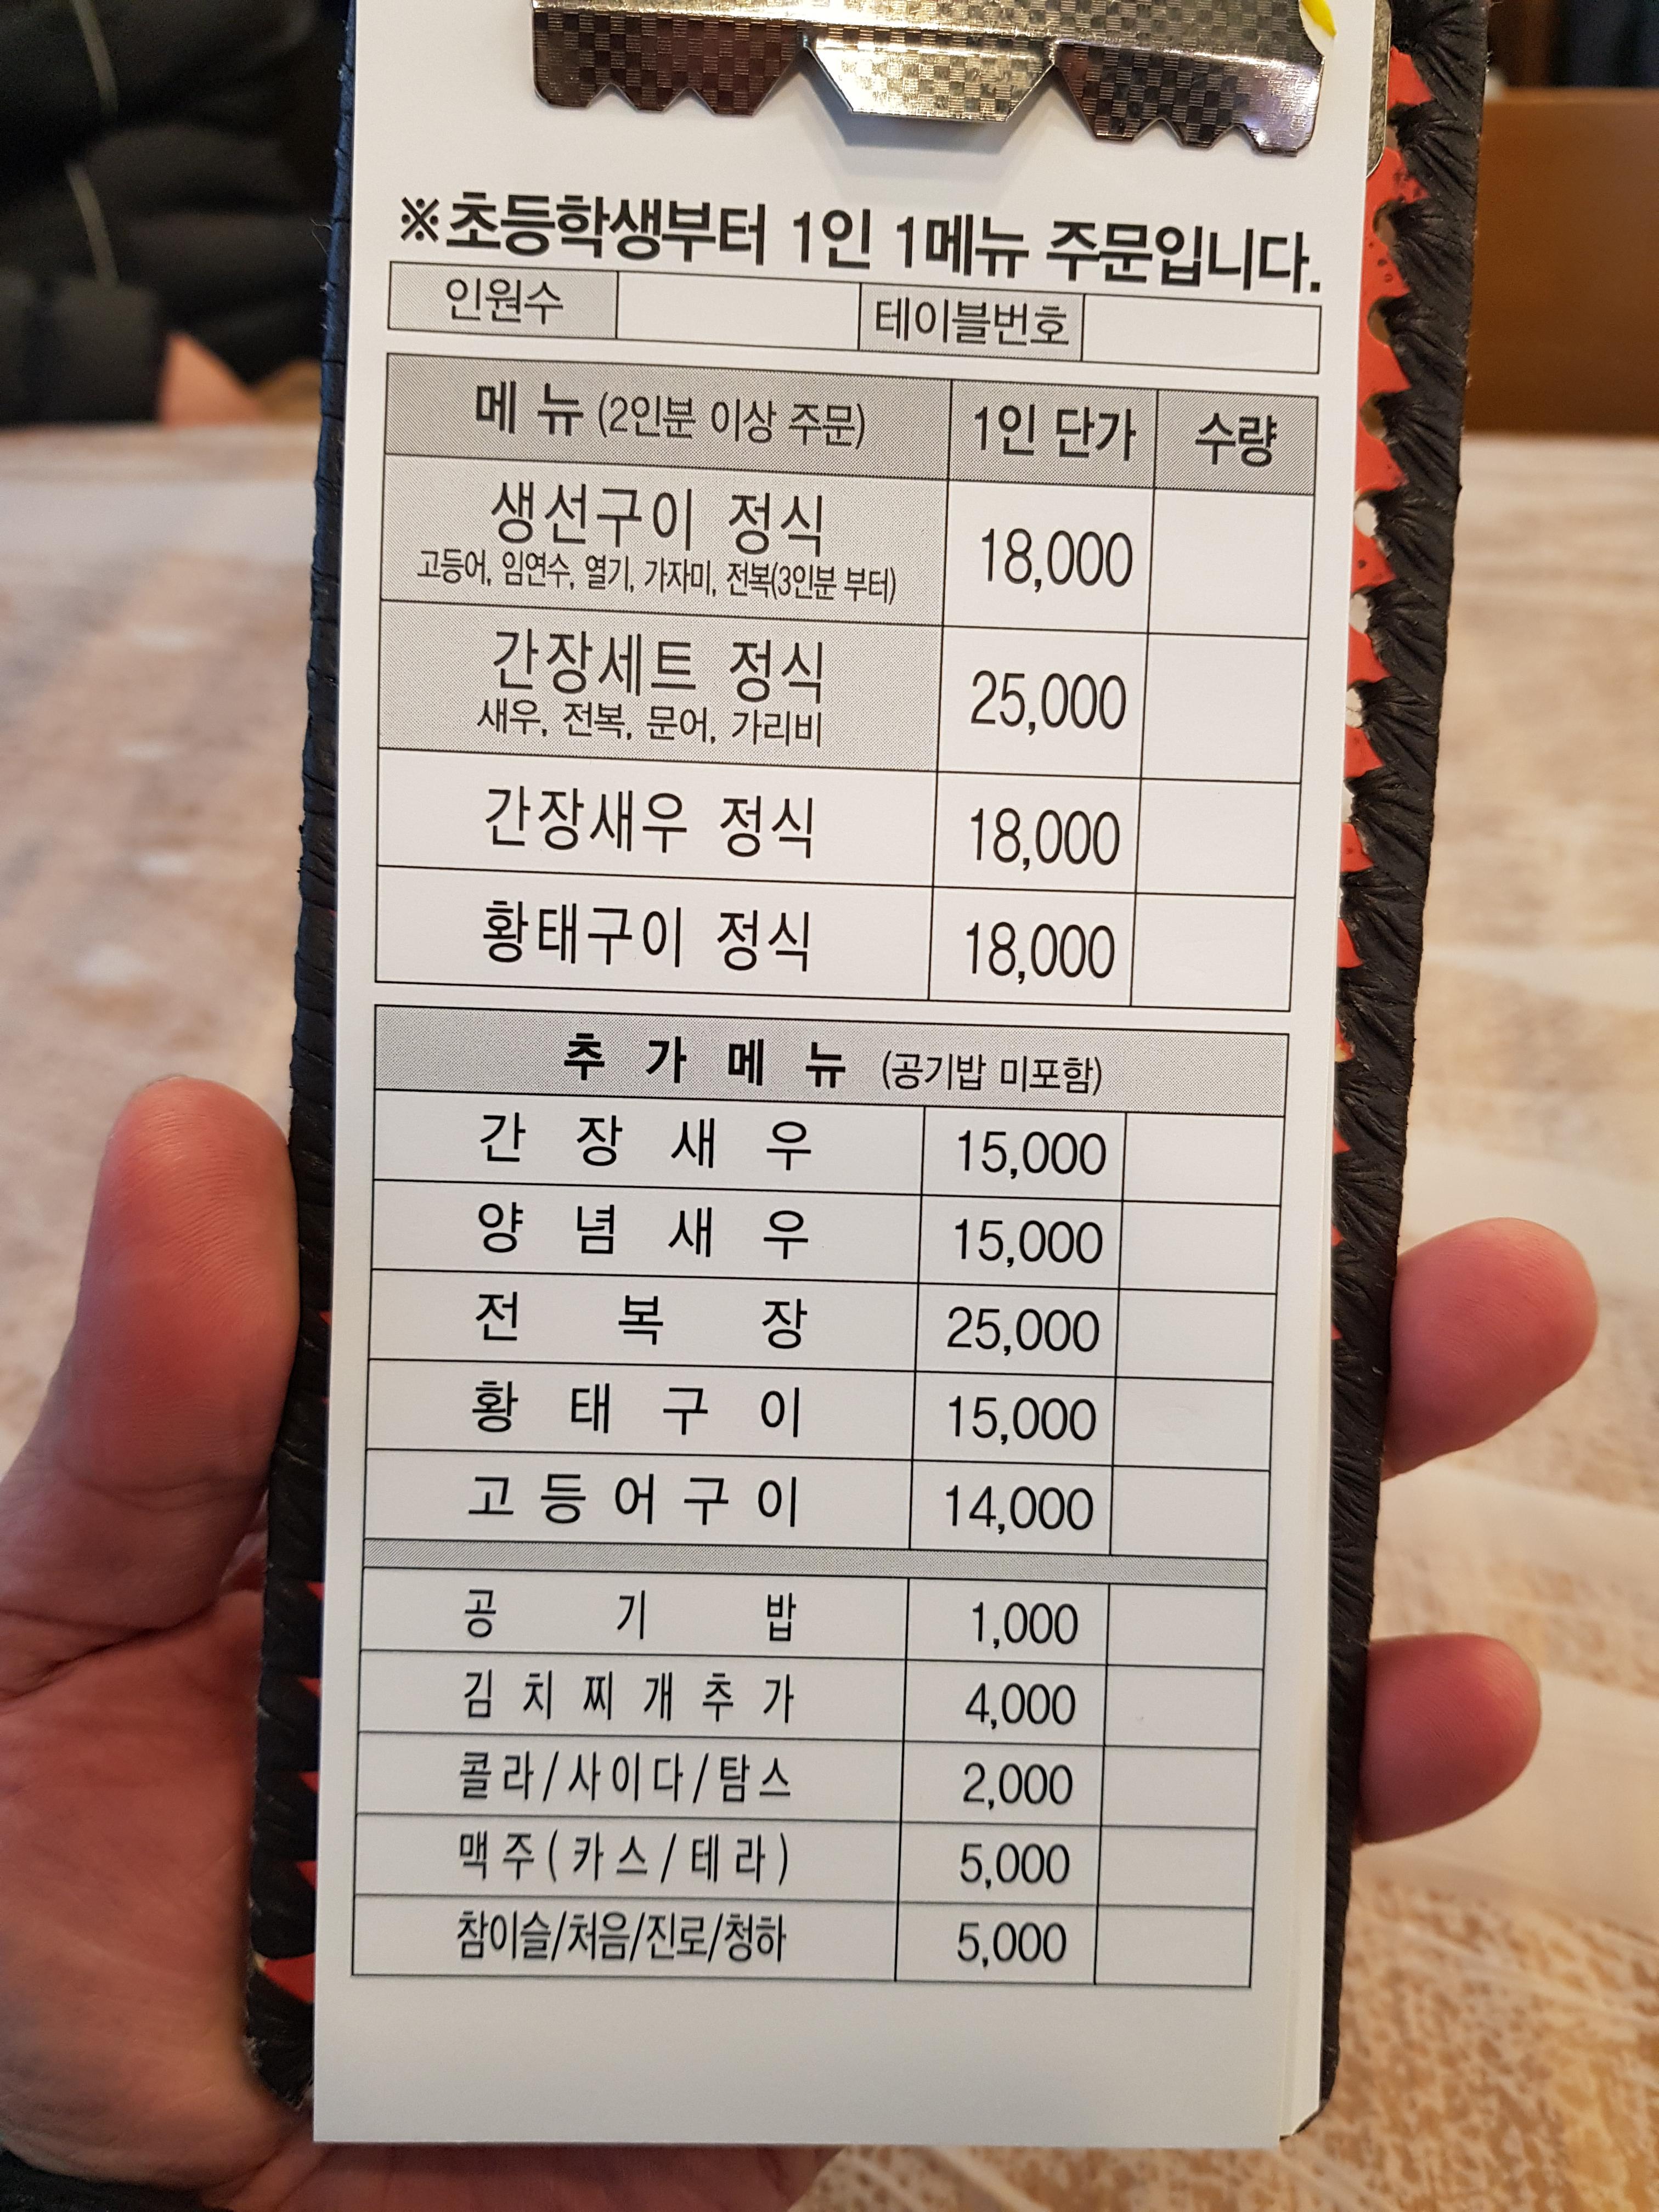 ※초등학생부터 1인 1메뉴 주문입니다.
인원수 테이블번호
메 뉴 (2인분 이상 주문) 1인 단가 수량
생선구이 정식 18,000
고등어, 임연수, 열기, 가자미, 전복(3인분 부터)
간장세트 정식 25,000
새우, 전복, 문어, 가리비
간장새우 정식 18,000
황태구이 정식 18,000
추 가 메 뉴 (공기밥 미포함)
간 장 새 우 15,000
양 념 새 우 15,000
전 복 장 25,000
황 태 구 이 15,000
고 등 어 구 이 14,000
공 기 밥 1,000
김 치 찌 개 추 가 4,000
콜라/사이다/탐스 2,000
맥주(카스/테라) 5,000
참이슬/처음/진로/청하 5,000